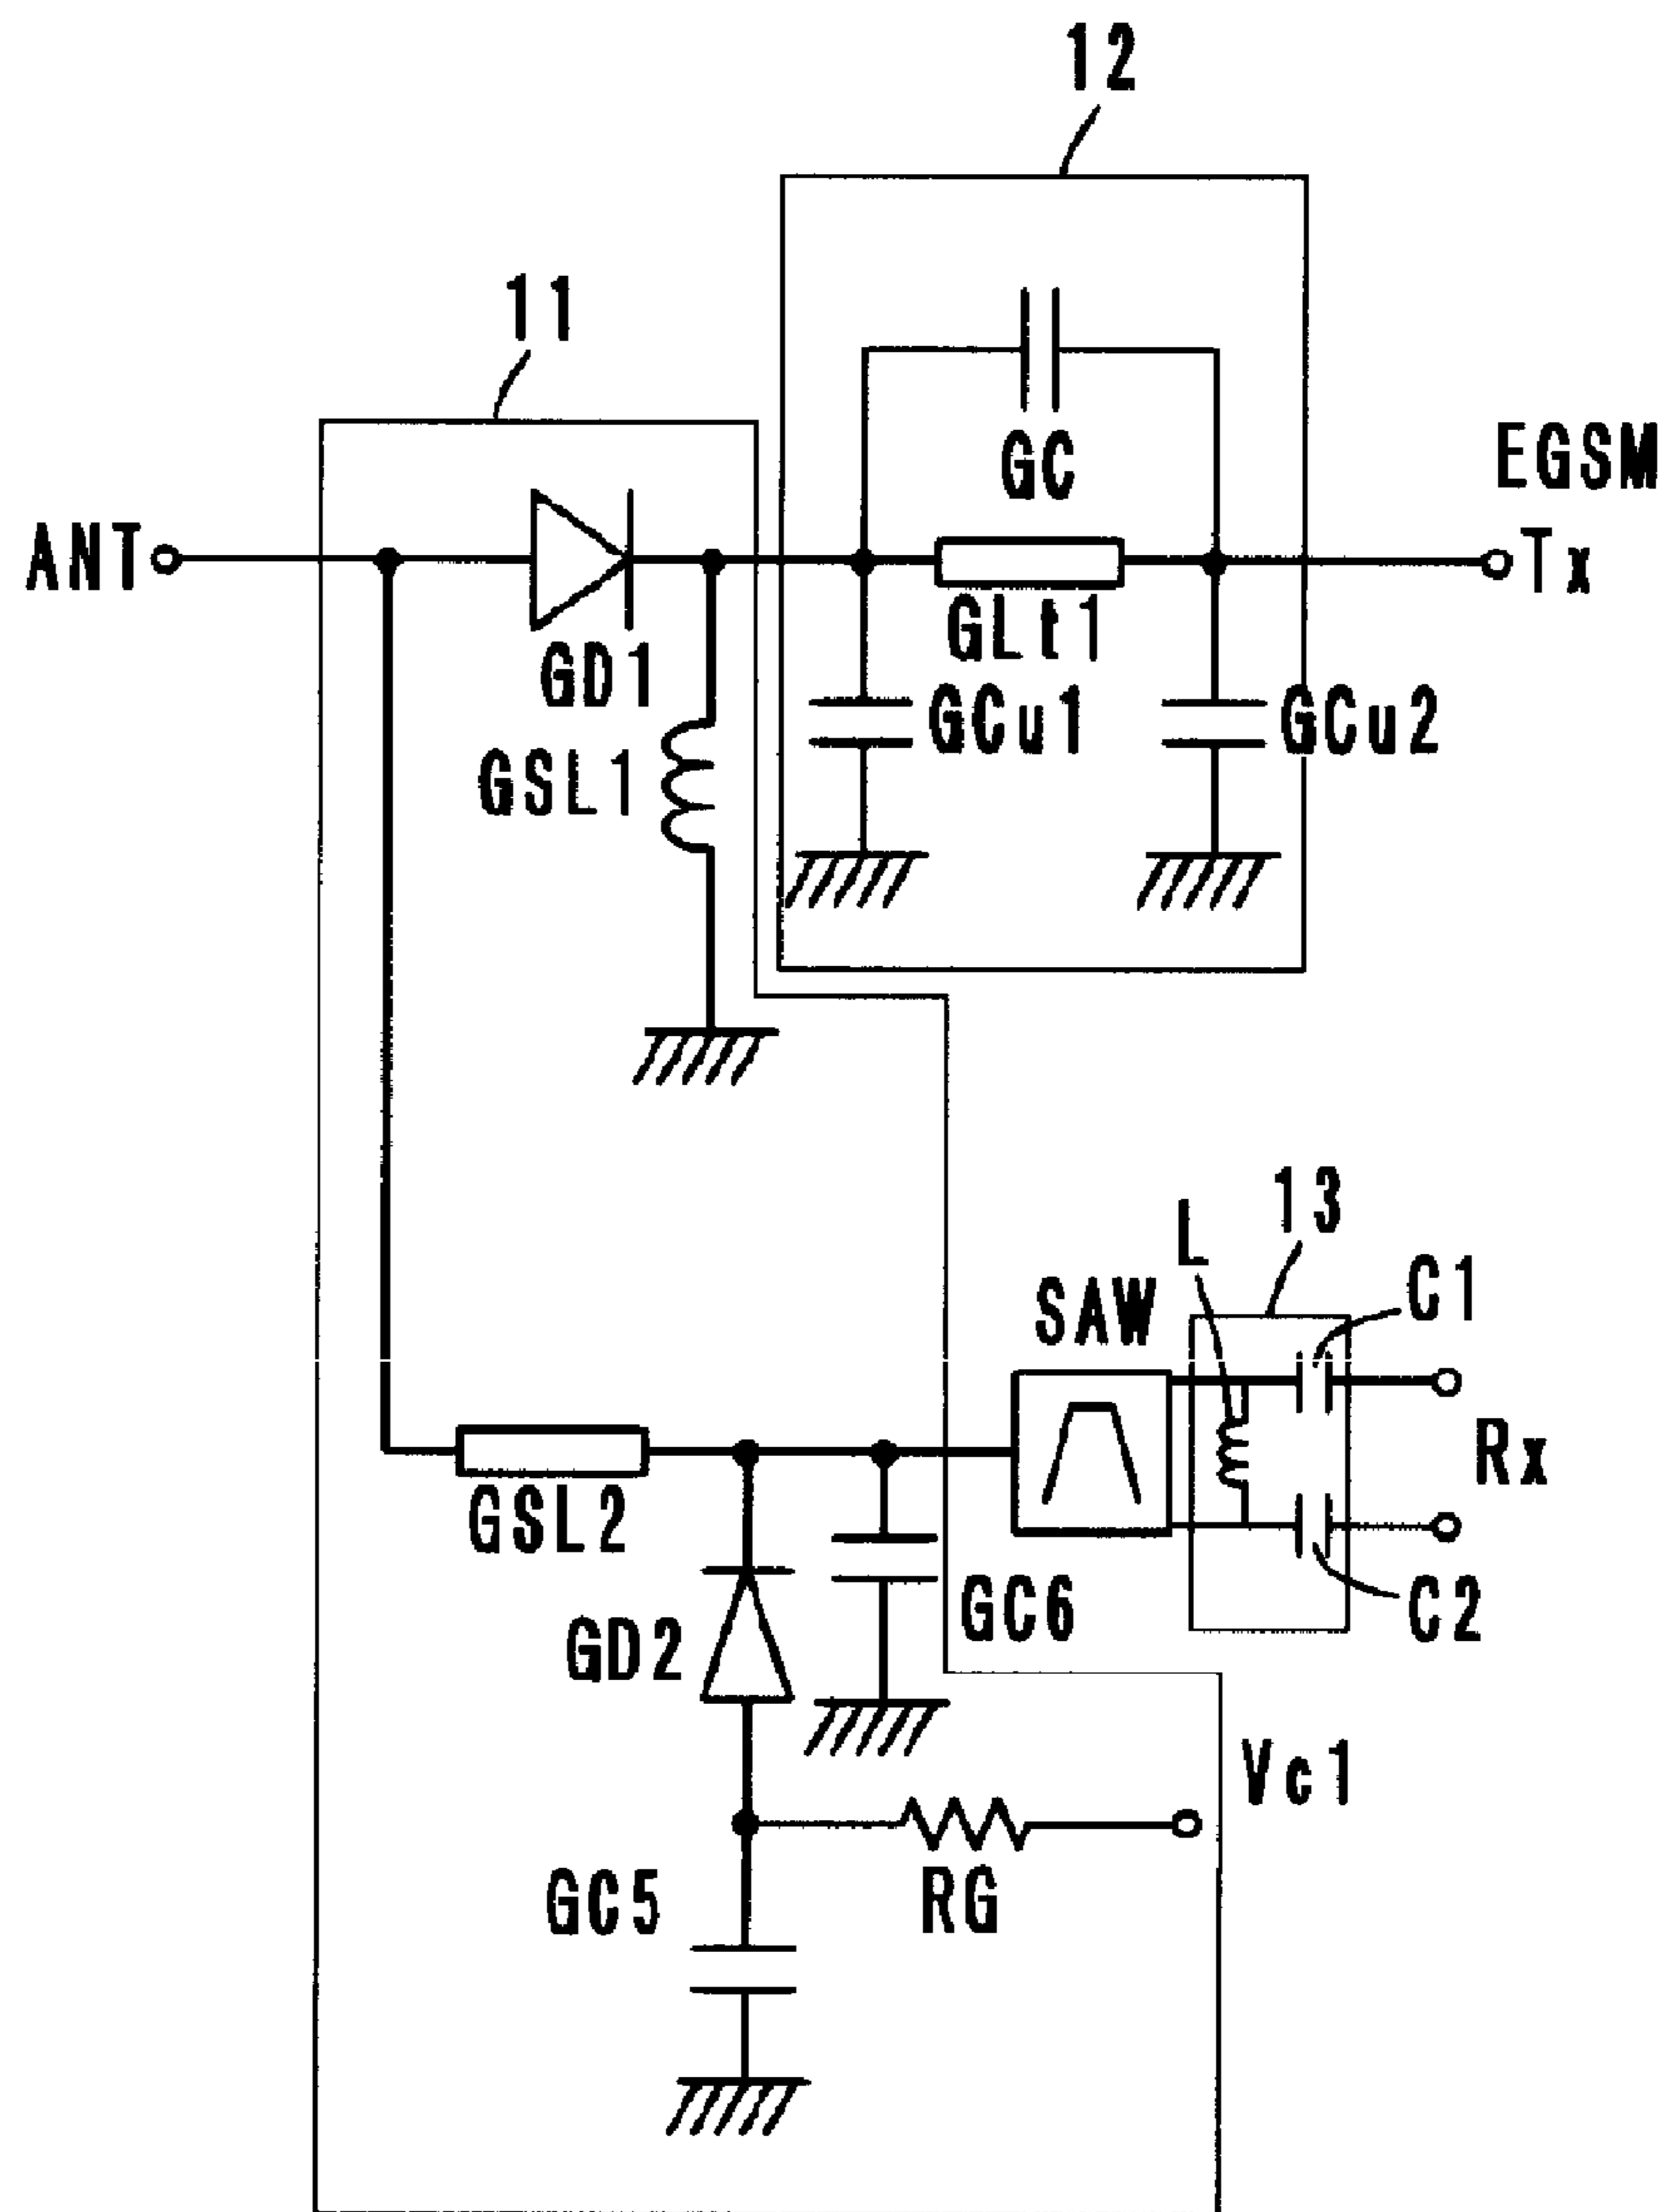 12
11
GC
EGSM
ANT
Tx
GLt1
GD1
GCu1
GCu2
GSL1
13
L
C1
SAW
Rx
GSL2
GC6
C2
GD2
Vc1
GC5
RG